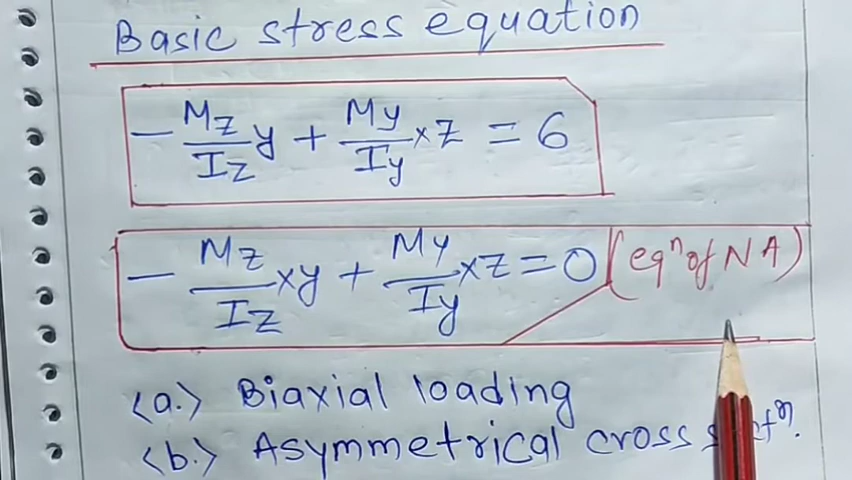 Basic stress equation
- Mz/Iz y + My/Iy × z = 6
- Mz/Iz × y + My/Iy × z = 0 (eqⁿ of NA)
(a.) Biaxial loading
(b.) Asymmetrical cross